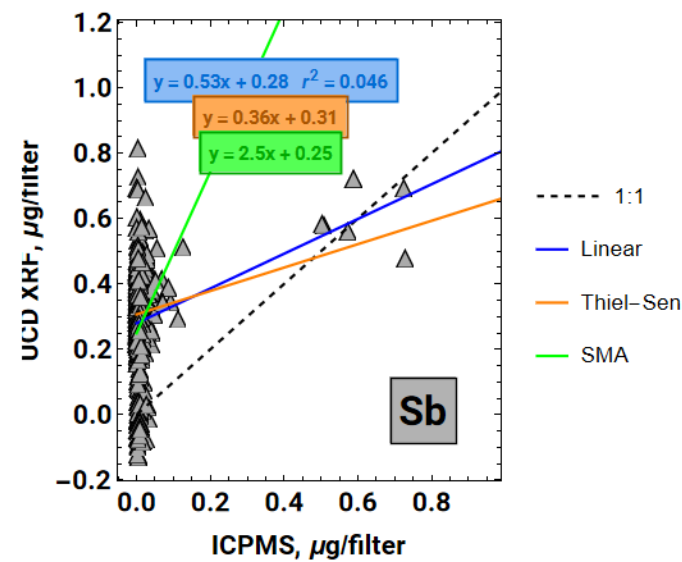 1.2
1.0
0.8
0.6
0.4
0.2
0.0
−0.2
UCD XRF, µg/filter
y = 0.53x + 0.28 r² = 0.046
y = 0.36x + 0.31
y = 2.5x + 0.25
Sb
0.0 0.2 0.4 0.6 0.8
ICPMS, µg/filter
1:1
Linear
Thiel−Sen
SMA